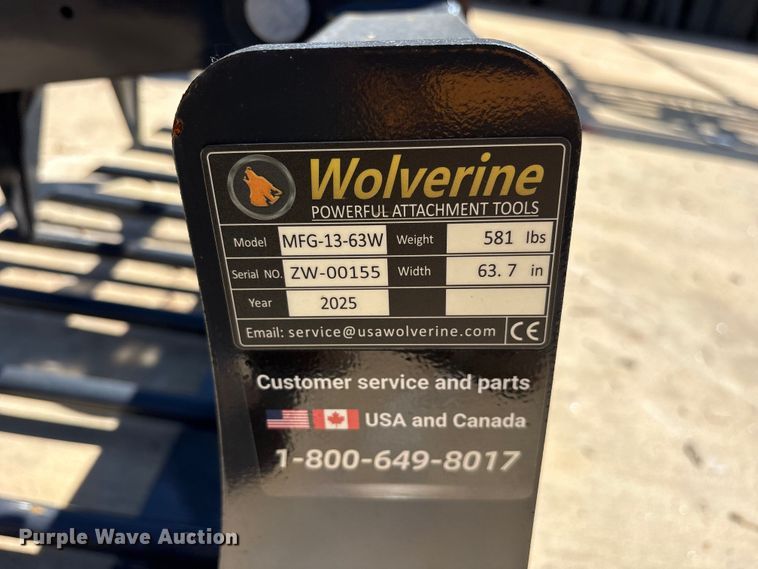 Wolverine
POWERFUL ATTACHMENT TOOLS
Model MFG-13-63W Weight 581 lbs
Serial NO. ZW-00155 Width 63.7 in
Year 2025
Email: service@usawolverine.com CE
Customer service and parts
USA and Canada
1-800-649-8017
Purple Wave Auction